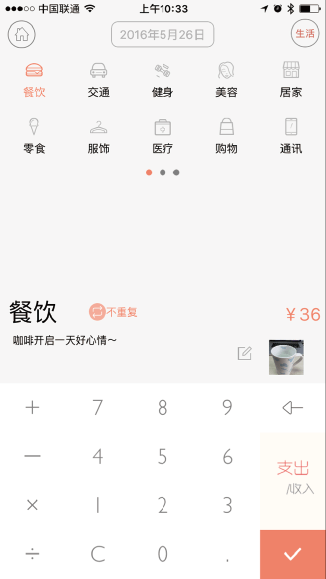 中国联通 上午10:33
2016年5月26日 生活
餐饮 交通 健身 美容 居家
零食 服饰 医疗 购物 通讯
餐饮 不重复 ¥36
咖啡开启一天好心情～
+ 7 8 9
— 4 5 6 支出
/收入
× 1 2 3
÷ C 0 .